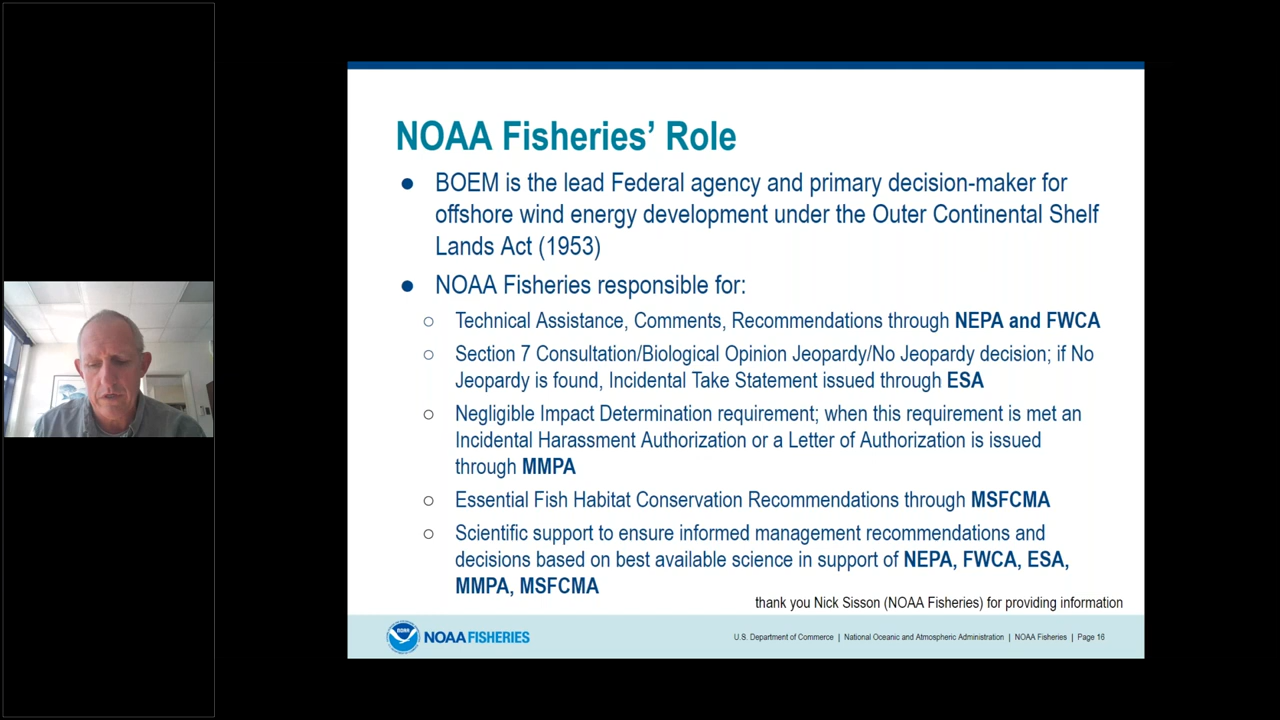 NOAA Fisheries' Role
● BOEM is the lead Federal agency and primary decision-maker for
offshore wind energy development under the Outer Continental Shelf
Lands Act (1953)
● NOAA Fisheries responsible for:
○ Technical Assistance, Comments, Recommendations through NEPA and FWCA
○ Section 7 Consultation/Biological Opinion Jeopardy/No Jeopardy decision; if No
Jeopardy is found, Incidental Take Statement issued through ESA
○ Negligible Impact Determination requirement; when this requirement is met an
Incidental Harassment Authorization or a Letter of Authorization is issued
through MMPA
○ Essential Fish Habitat Conservation Recommendations through MSFCMA
○ Scientific support to ensure informed management recommendations and
decisions based on best available science in support of NEPA, FWCA, ESA,
MMPA, MSFCMA
thank you Nick Sisson (NOAA Fisheries) for providing information
NOAA
NOAA FISHERIES
U.S. Department of Commerce | National Oceanic and Atmospheric Administration | NOAA Fisheries | Page 16